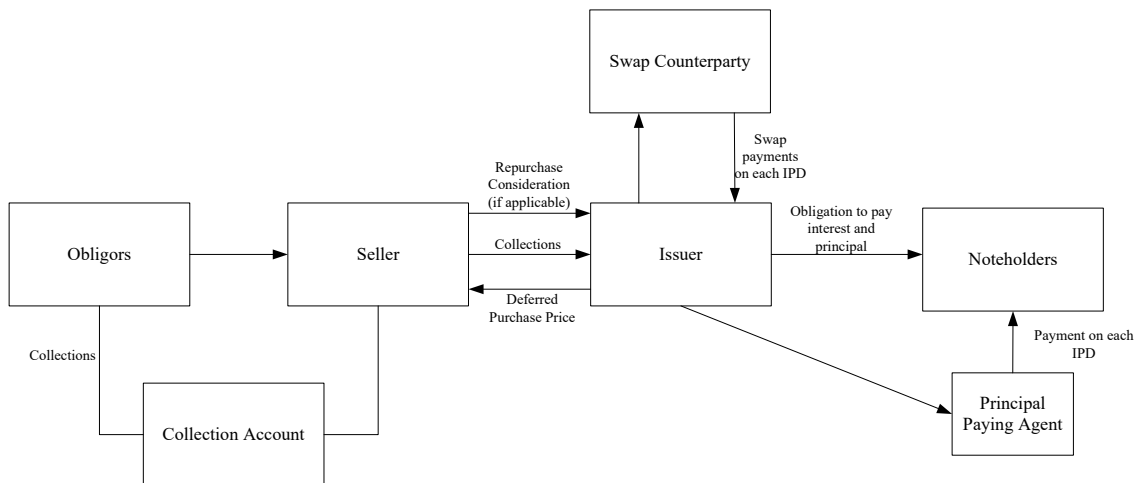 Swap Counterparty
Swap
payments
on each IPD
Repurchase
Consideration
(if applicable)
Obligation to pay
interest and
principal
Obligors
Seller
Collections
Issuer
Noteholders
Deferred
Purchase Price
Payment on each
IPD
Collections
Principal
Paying Agent
Collection Account